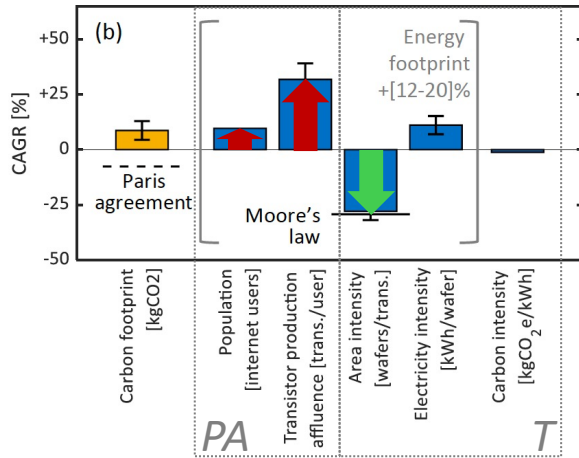 (b)
CAGR [%]
+50
+25
0
-25
-50
Energy
footprint
+[12-20]%
Paris
agreement
Moore's
law
Carbon footprint
[kgCO2]
Population
[internet users]
Transistor production
affluence [trans./user]
Area intensity
[wafers/trans.]
Electricity intensity
[kWh/wafer]
Carbon intensity
[kgCO₂e/kWh]
PA
T